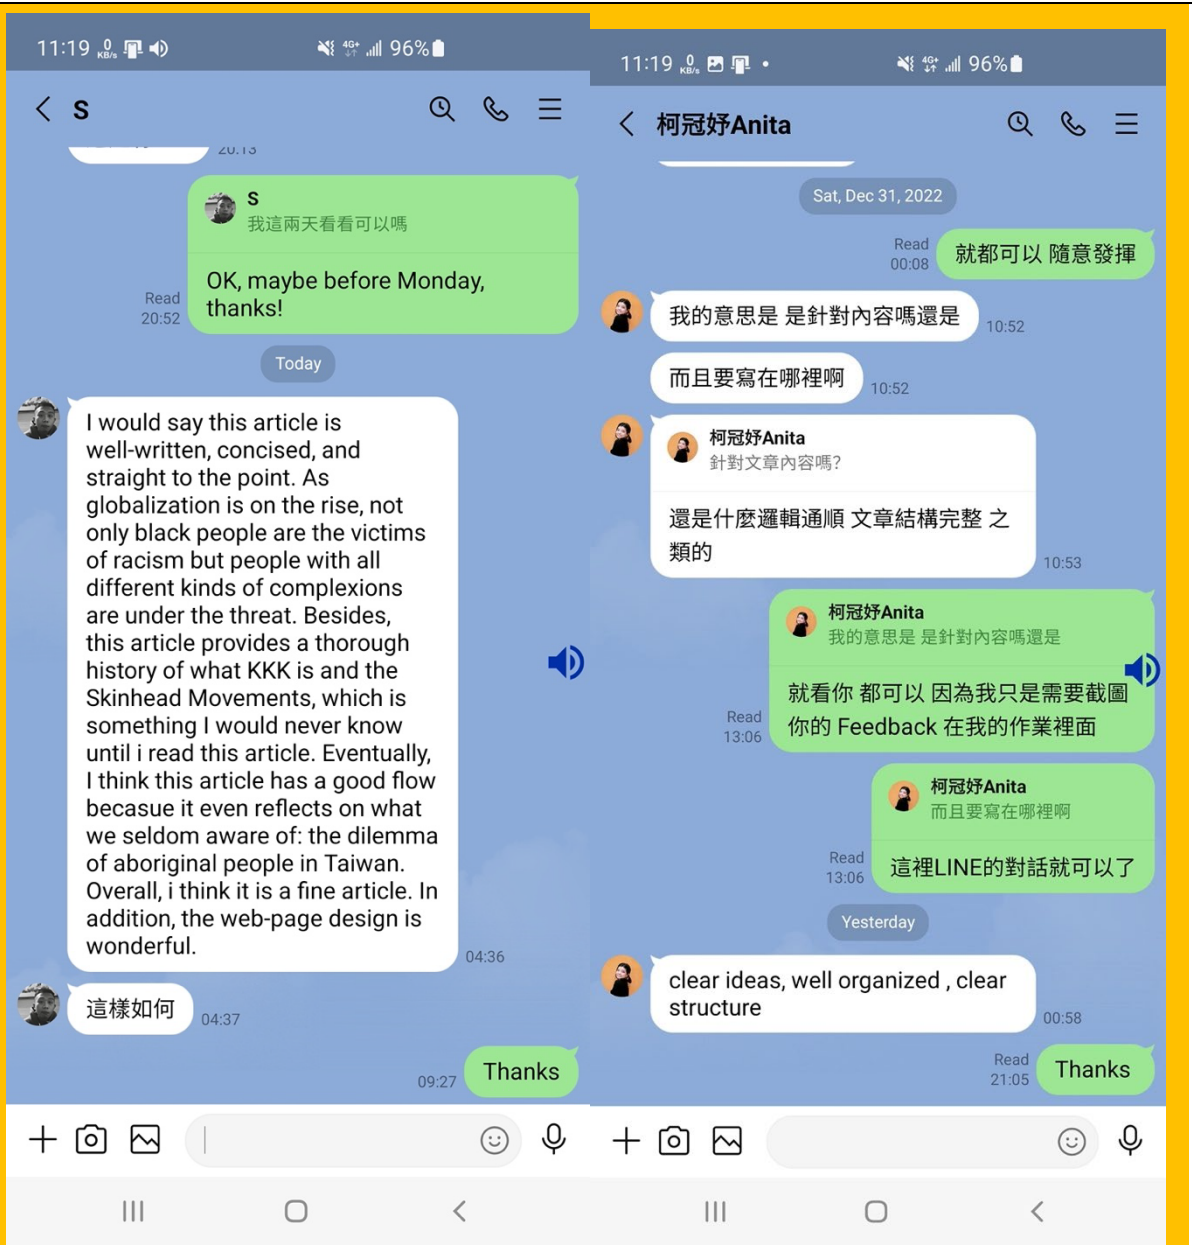 11:19 0 KB/s 4G+ 96%
S
20:13
S
我這兩天看看可以嗎
OK, maybe before Monday,
thanks!
Read
20:52
Today
I would say this article is
well-written, concised, and
straight to the point. As
globalization is on the rise, not
only black people are the victims
of racism but people with all
different kinds of complexions
are under the threat. Besides,
this article provides a thorough
history of what KKK is and the
Skinhead Movements, which is
something I would never know
until i read this article. Eventually,
I think this article has a good flow
becasue it even reflects on what
we seldom aware of: the dilemma
of aboriginal people in Taiwan.
Overall, i think it is a fine article. In
addition, the web-page design is
wonderful.
04:36
這樣如何
04:37
09:27
Thanks
11:19 0 KB/s 4G+ 96%
柯冠妤Anita
Sat, Dec 31, 2022
Read
00:08
就都可以 隨意發揮
我的意思是 是針對內容嗎還是
10:52
而且要寫在哪裡啊
10:52
柯冠妤Anita
針對文章內容嗎?
還是什麼邏輯通順 文章結構完整 之
類的
10:53
柯冠妤Anita
我的意思是 是針對內容嗎還是
就看你 都可以 因為我只是需要截圖
你的 Feedback 在我的作業裡面
Read
13:06
柯冠妤Anita
而且要寫在哪裡啊
這裡LINE的對話就可以了
Read
13:06
Yesterday
clear ideas, well organized , clear
structure
00:58
Read
21:05
Thanks